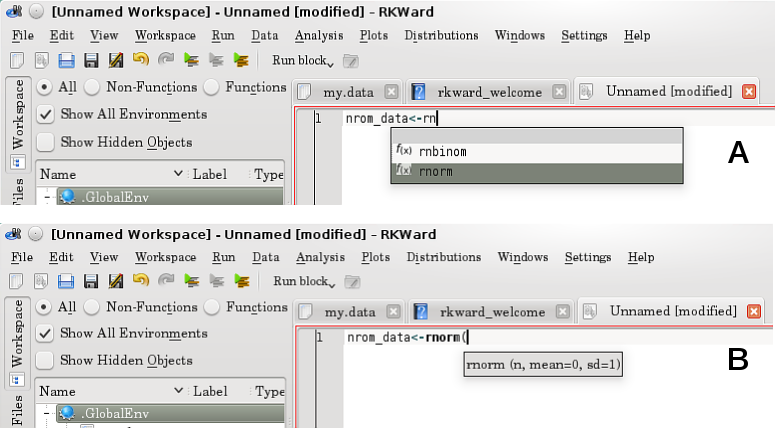 [Unnamed Workspace] - Unnamed [modified] - RKWard
File Edit View Workspace Run Data Analysis Plots Distributions Windows Settings Help
Run block
All Non-Functions Functions
my.data rkward_welcome Unnamed [modified]
Workspace
Show All Environments
1 nrom_data<-rn
Show Hidden Objects
f(x) rnbinom
A
Name Label Type
f(x) rnorm
Files
.GlobalEnv
[Unnamed Workspace] - Unnamed [modified] - RKWard
File Edit View Workspace Run Data Analysis Plots Distributions Windows Settings Help
Run block
All Non-Functions Functions
my.data rkward_welcome Unnamed [modified]
Workspace
Show All Environments
1 nrom_data<-rnorm(
Show Hidden Objects
rnorm (n, mean=0, sd=1)
B
Name Label Type
Files
.GlobalEnv